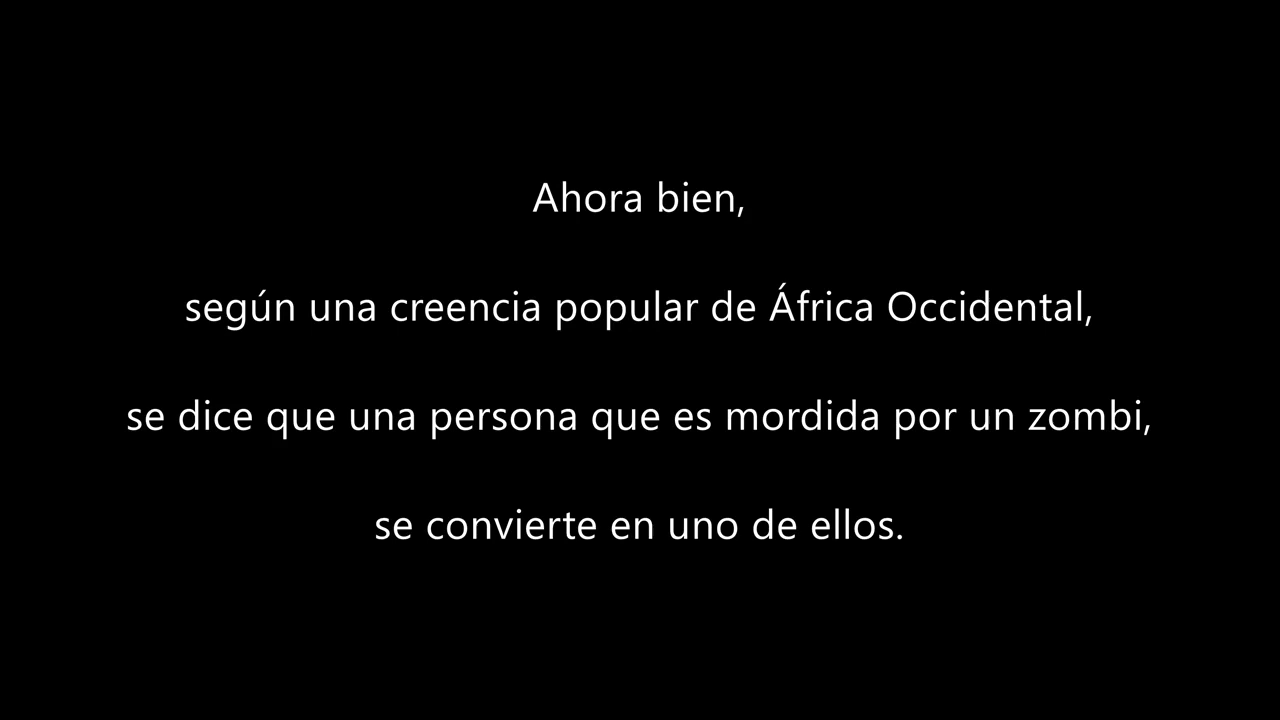 Ahora bien,
según una creencia popular de África Occidental,
se dice que una persona que es mordida por un zombi,
se convierte en uno de ellos.